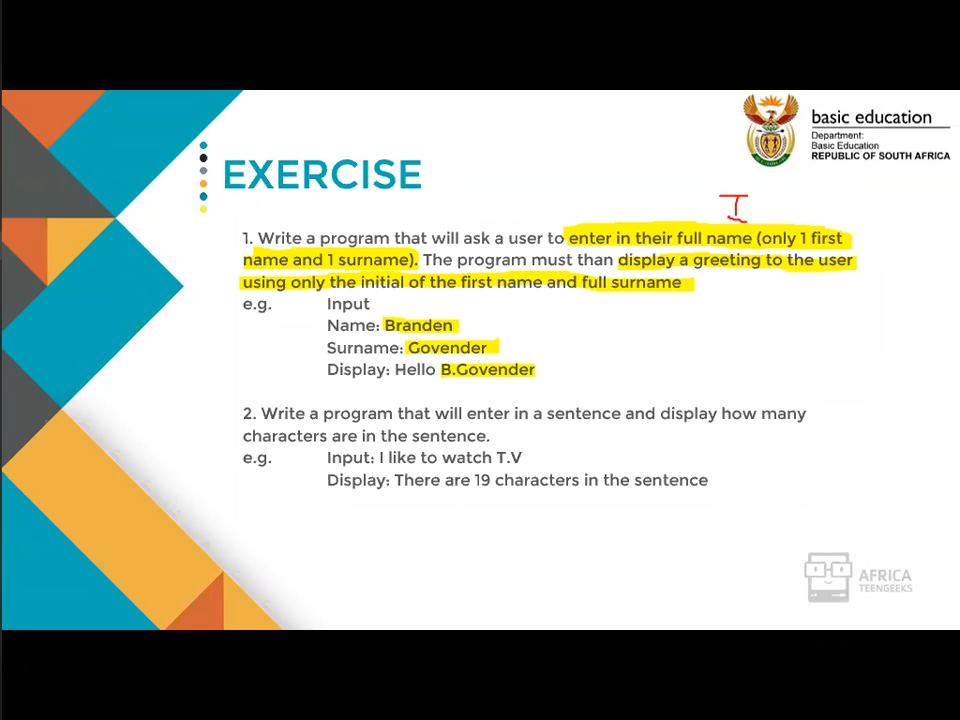 basic education
Department:
Basic Education
REPUBLIC OF SOUTH AFRICA
EXERCISE
I
1. Write a program that will ask a user to enter in their full name (only 1 first
name and 1 surname). The program must than display a greeting to the user
using only the initial of the first name and full surname
e.g. Input
Name: Branden
Surname: Govender
Display: Hello B.Govender
2. Write a program that will enter in a sentence and display how many
characters are in the sentence.
e.g. Input: I like to watch T.V
Display: There are 19 characters in the sentence
AFRICA
TEENGEEKS